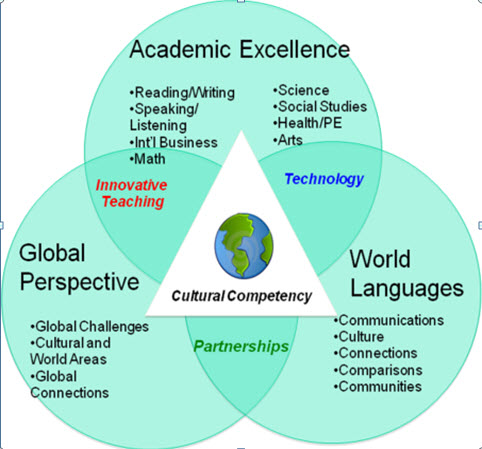 Academic Excellence
•Reading/Writing
•Speaking/
Listening
•Int'l Business
•Math
•Science
•Social Studies
•Health/PE
•Arts
Innovative
Teaching
Technology
Cultural Competency
Global
Perspective
•Global Challenges
•Cultural and
World Areas
•Global
Connections
Partnerships
World
Languages
•Communications
•Culture
•Connections
•Comparisons
•Communities